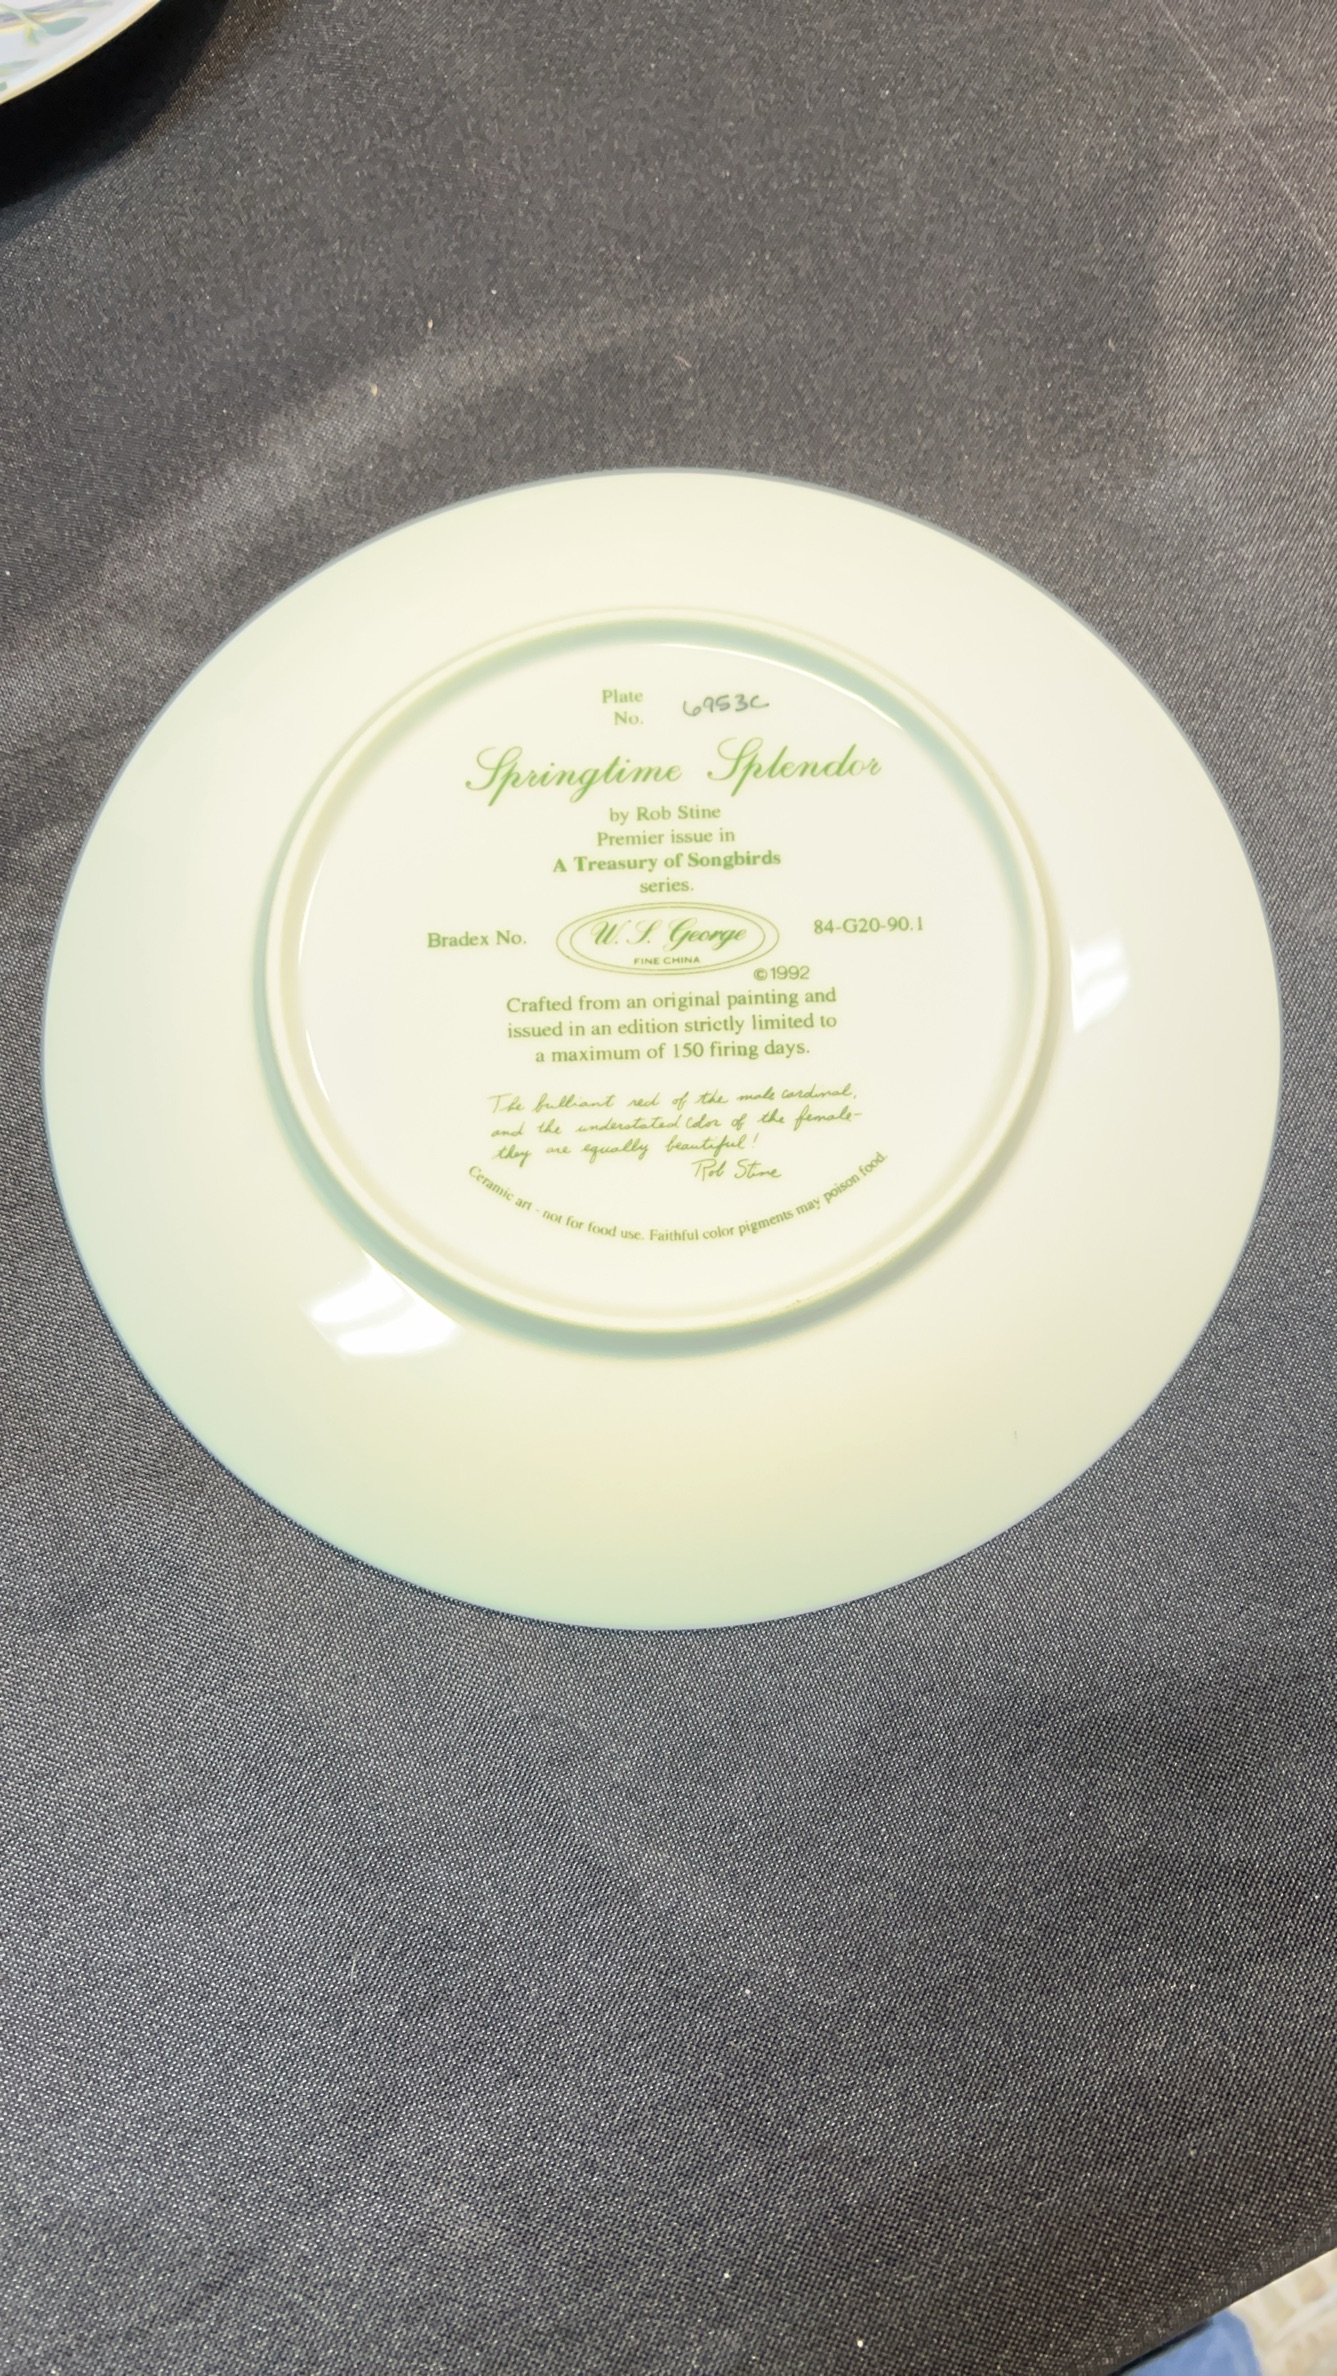 Plate
No. 6953C
Springtime Splendor
by Rob Stine
Premier issue in
A Treasury of Songbirds
series.
Bradex No. W. S. George 84-G20-90.1
FINE CHINA
©1992
Crafted from an original painting and
issued in an edition strictly limited to
a maximum of 150 firing days.
The brilliant red of the male cardinal,
and the understated color of the female-
they are equally beautiful!
Rob Stine
Ceramic art - not for food use. Faithful color pigments may poison food.